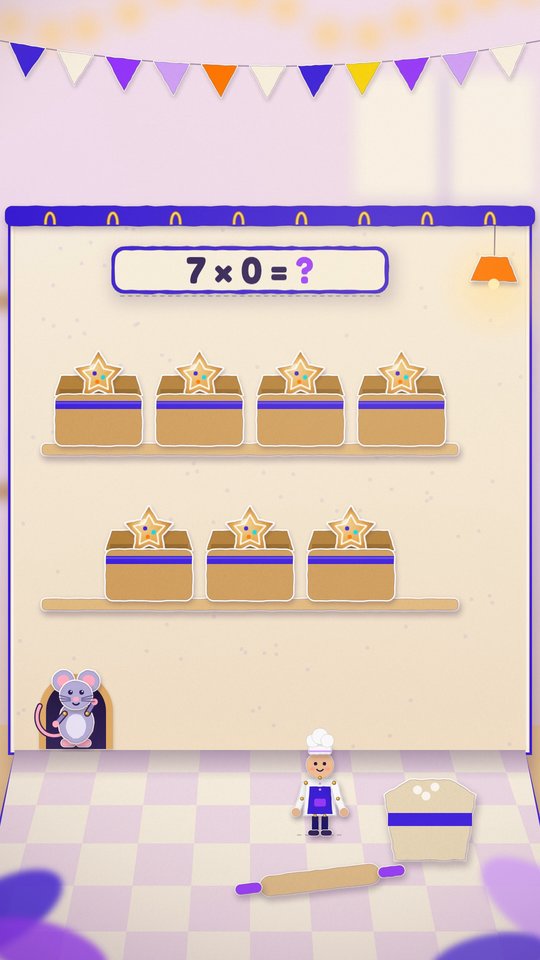 7 × 0 = ?